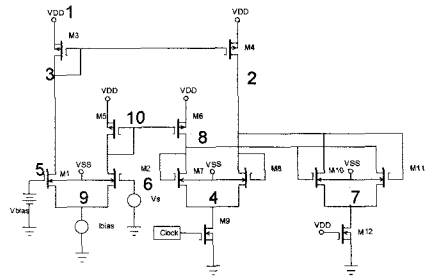 VDD 1
VDD
M3
M4
3
2
VDD
VDD
M5
10
M6
8
5
M1
VSS
M2
M7
VSS
M8
M10
VSS
M11
9
6
Vs
4
7
Vbias
Ibias
Clock
M9
VDD
M12